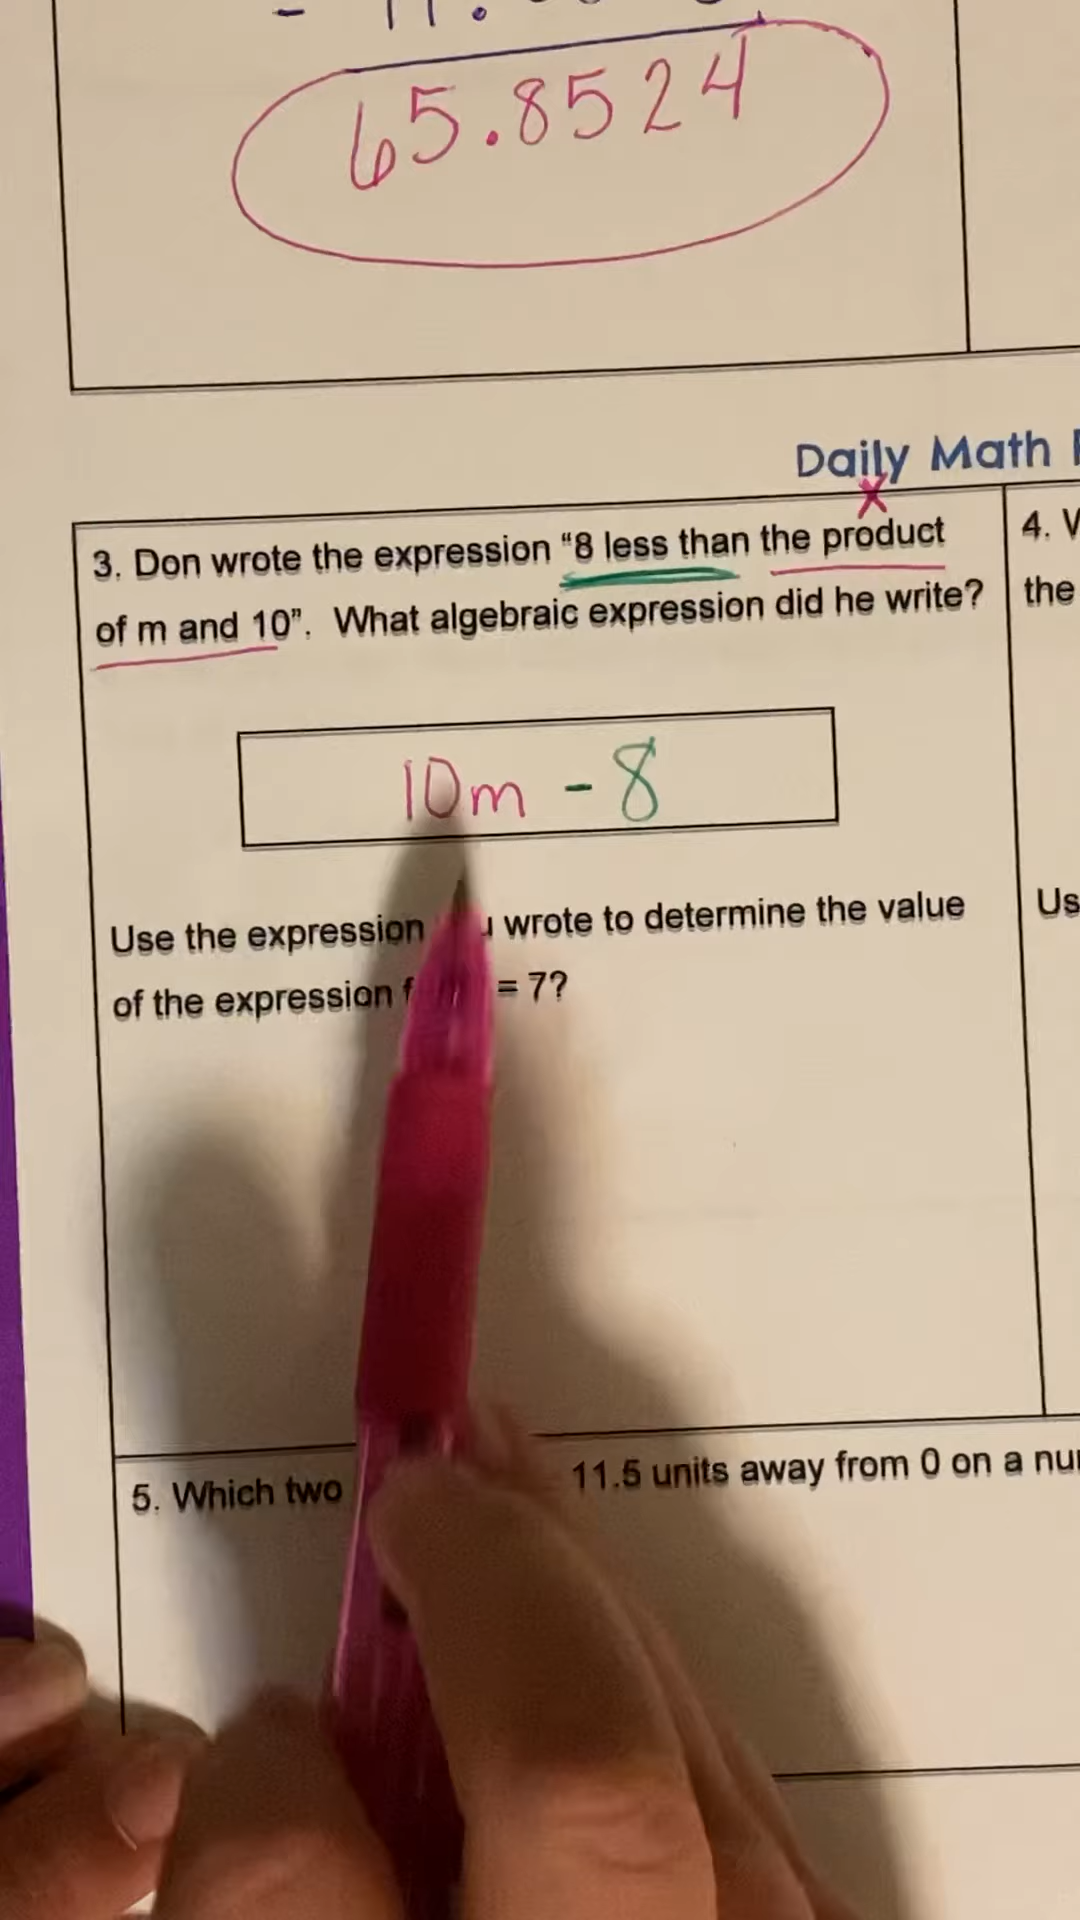 65.8524
Daily Math
x
3. Don wrote the expression “8 less than the product
of m and 10”. What algebraic expression did he write?
10m - 8
Use the expression wrote to determine the value
of the expression = 7?
4.
the
Us
5. Which two 11.5 units away from 0 on a